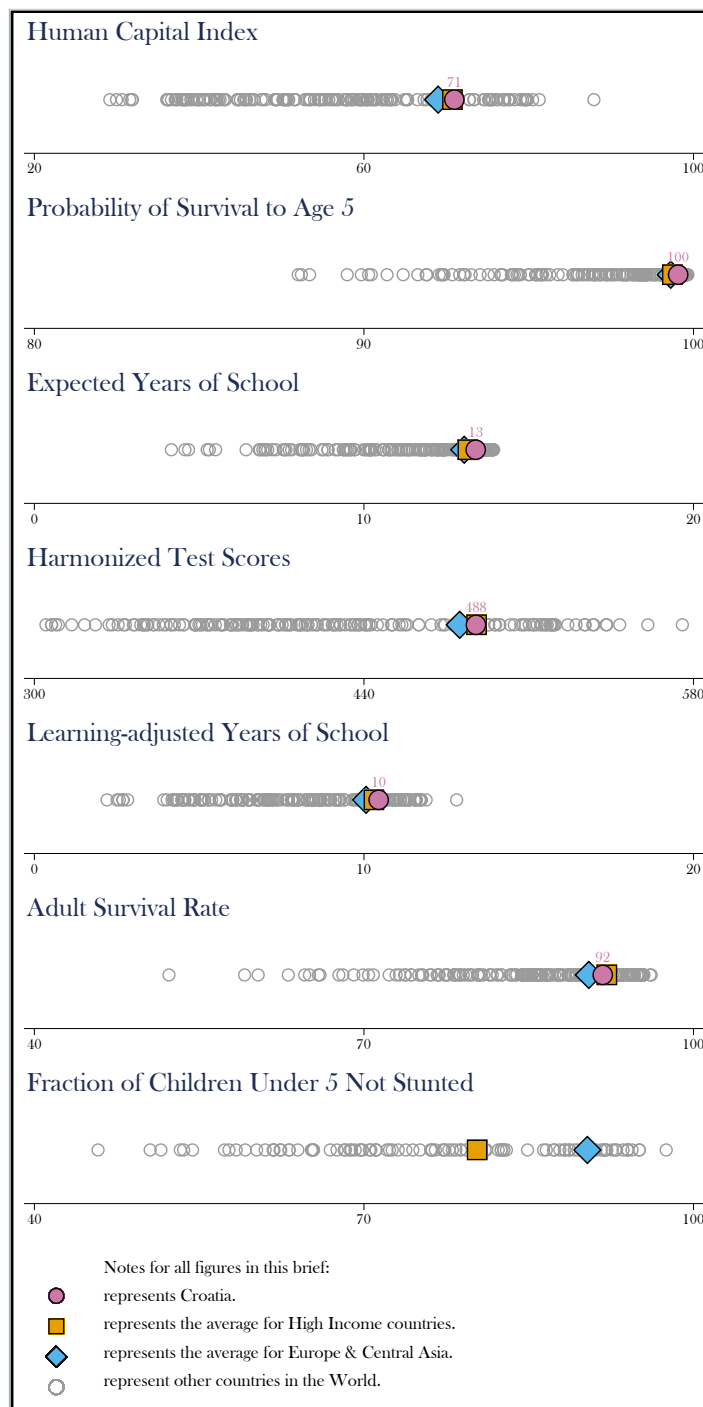 Human Capital Index
71
20 60 100
Probability of Survival to Age 5
100
80 90 100
Expected Years of School
13
0 10 20
Harmonized Test Scores
488
300 440 580
Learning-adjusted Years of School
10
0 10 20
Adult Survival Rate
92
40 70 100
Fraction of Children Under 5 Not Stunted
40 70 100
Notes for all figures in this brief:
represents Croatia.
represents the average for High Income countries.
represents the average for Europe & Central Asia.
represent other countries in the World.